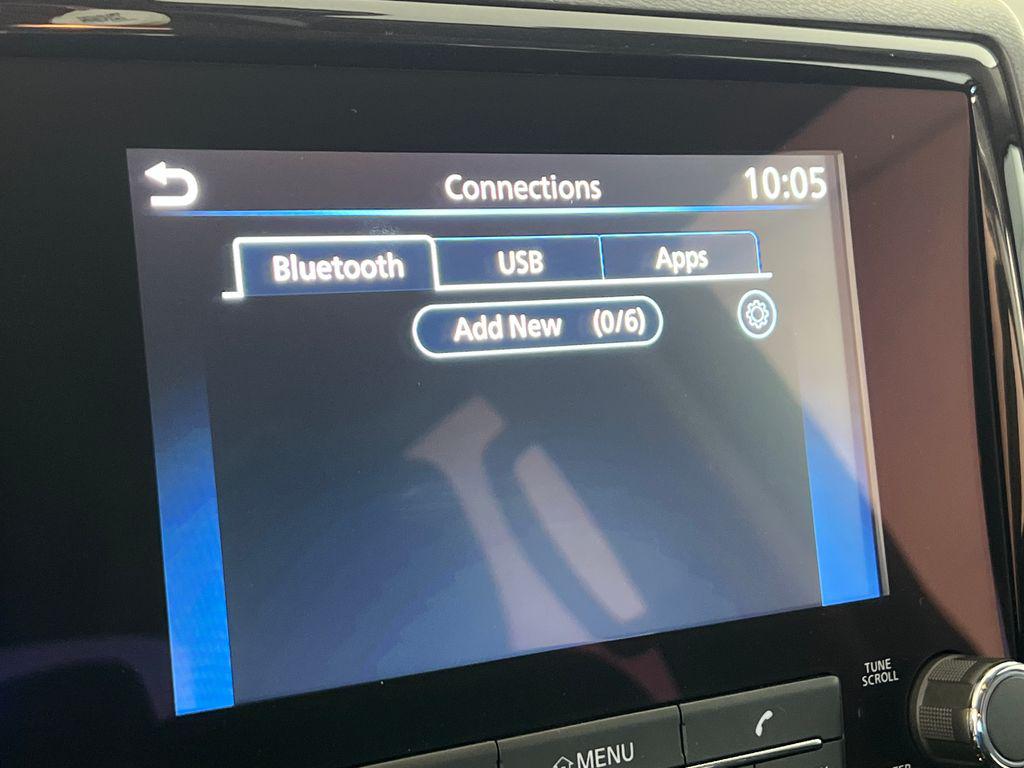 Connections 10:05
Bluetooth USB Apps
Add New (0/6)
TUNE
SCROLL
MENU